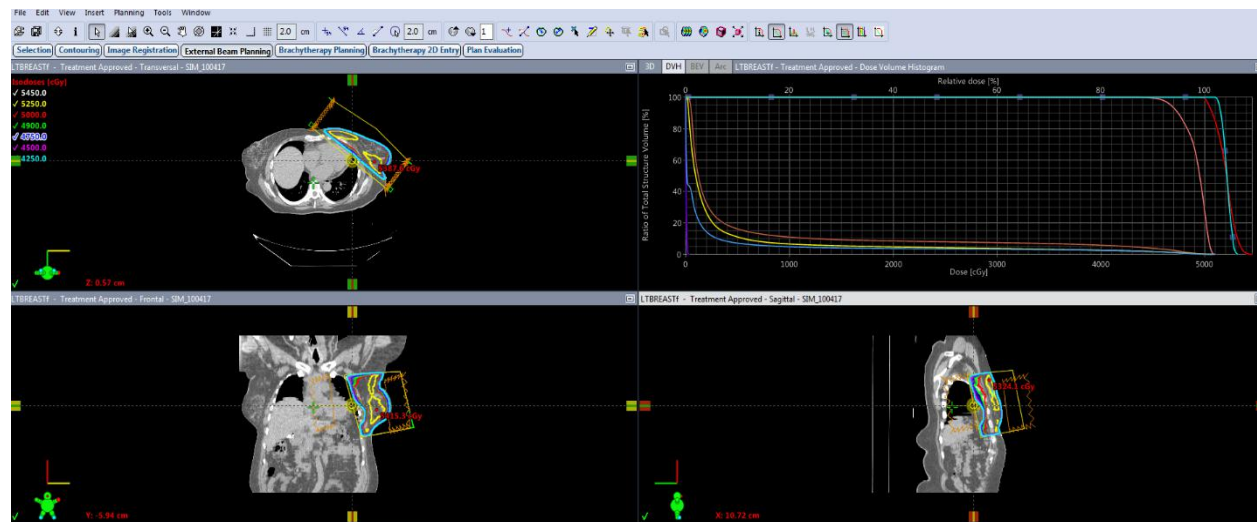 File Edit View Insert Planning Tools Window
2.0 cm 2.0 cm 1
Selection Contouring Image Registration External Beam Planning Brachytherapy Planning Brachytherapy 2D Entry Plan Evaluation
LTBREASTf - Treatment Approved - Transversal - SIM_100417
Isodoses (cGy)
5450.0
5250.0
5000.0
4900.0
4750.0
4500.0
4250.0
Z: 0.57 cm
3D DVH BEV Arc LTBREASTf - Treatment Approved - Dose Volume Histogram
Relative dose [%]
0 20 40 60 80 100
Ratio of Total Structure Volume [%]
100
80
60
40
20
0
0 1000 2000 3000 4000 5000
Dose [cGy]
LTBREASTf - Treatment Approved - Frontal - SIM_100417
Y: -5.94 cm
LTBREASTf - Treatment Approved - Sagittal - SIM_100417
5124.3 cGy
X: 10.72 cm